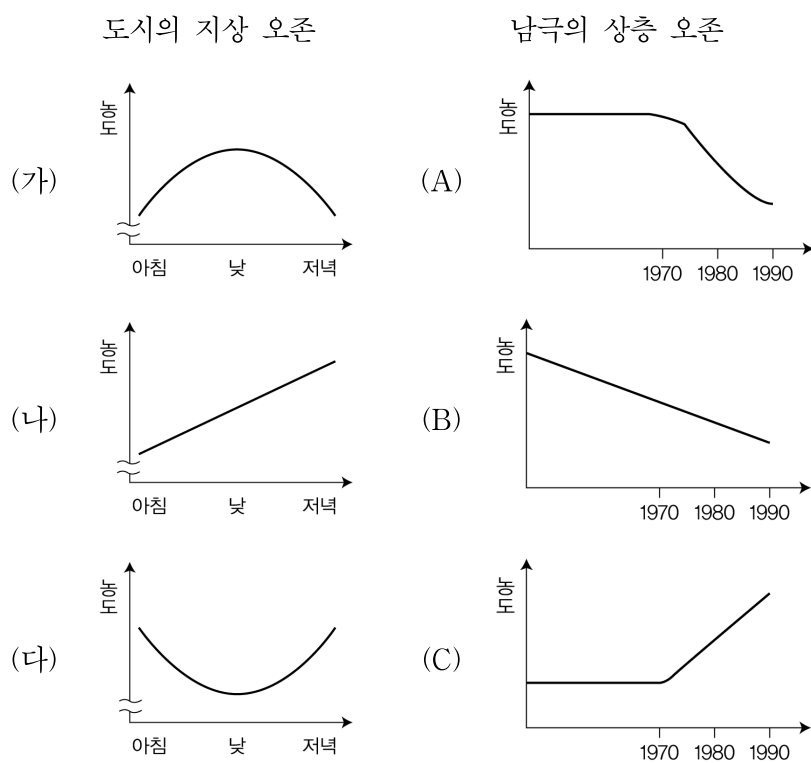 도시의 지상 오존 남극의 상층 오존
농도 농도
(가) (A)
아침 낮 저녁 1970 1980 1990
농도 농도
(나) (B)
아침 낮 저녁 1970 1980 1990
농도 농도
(다) (C)
아침 낮 저녁 1970 1980 1990